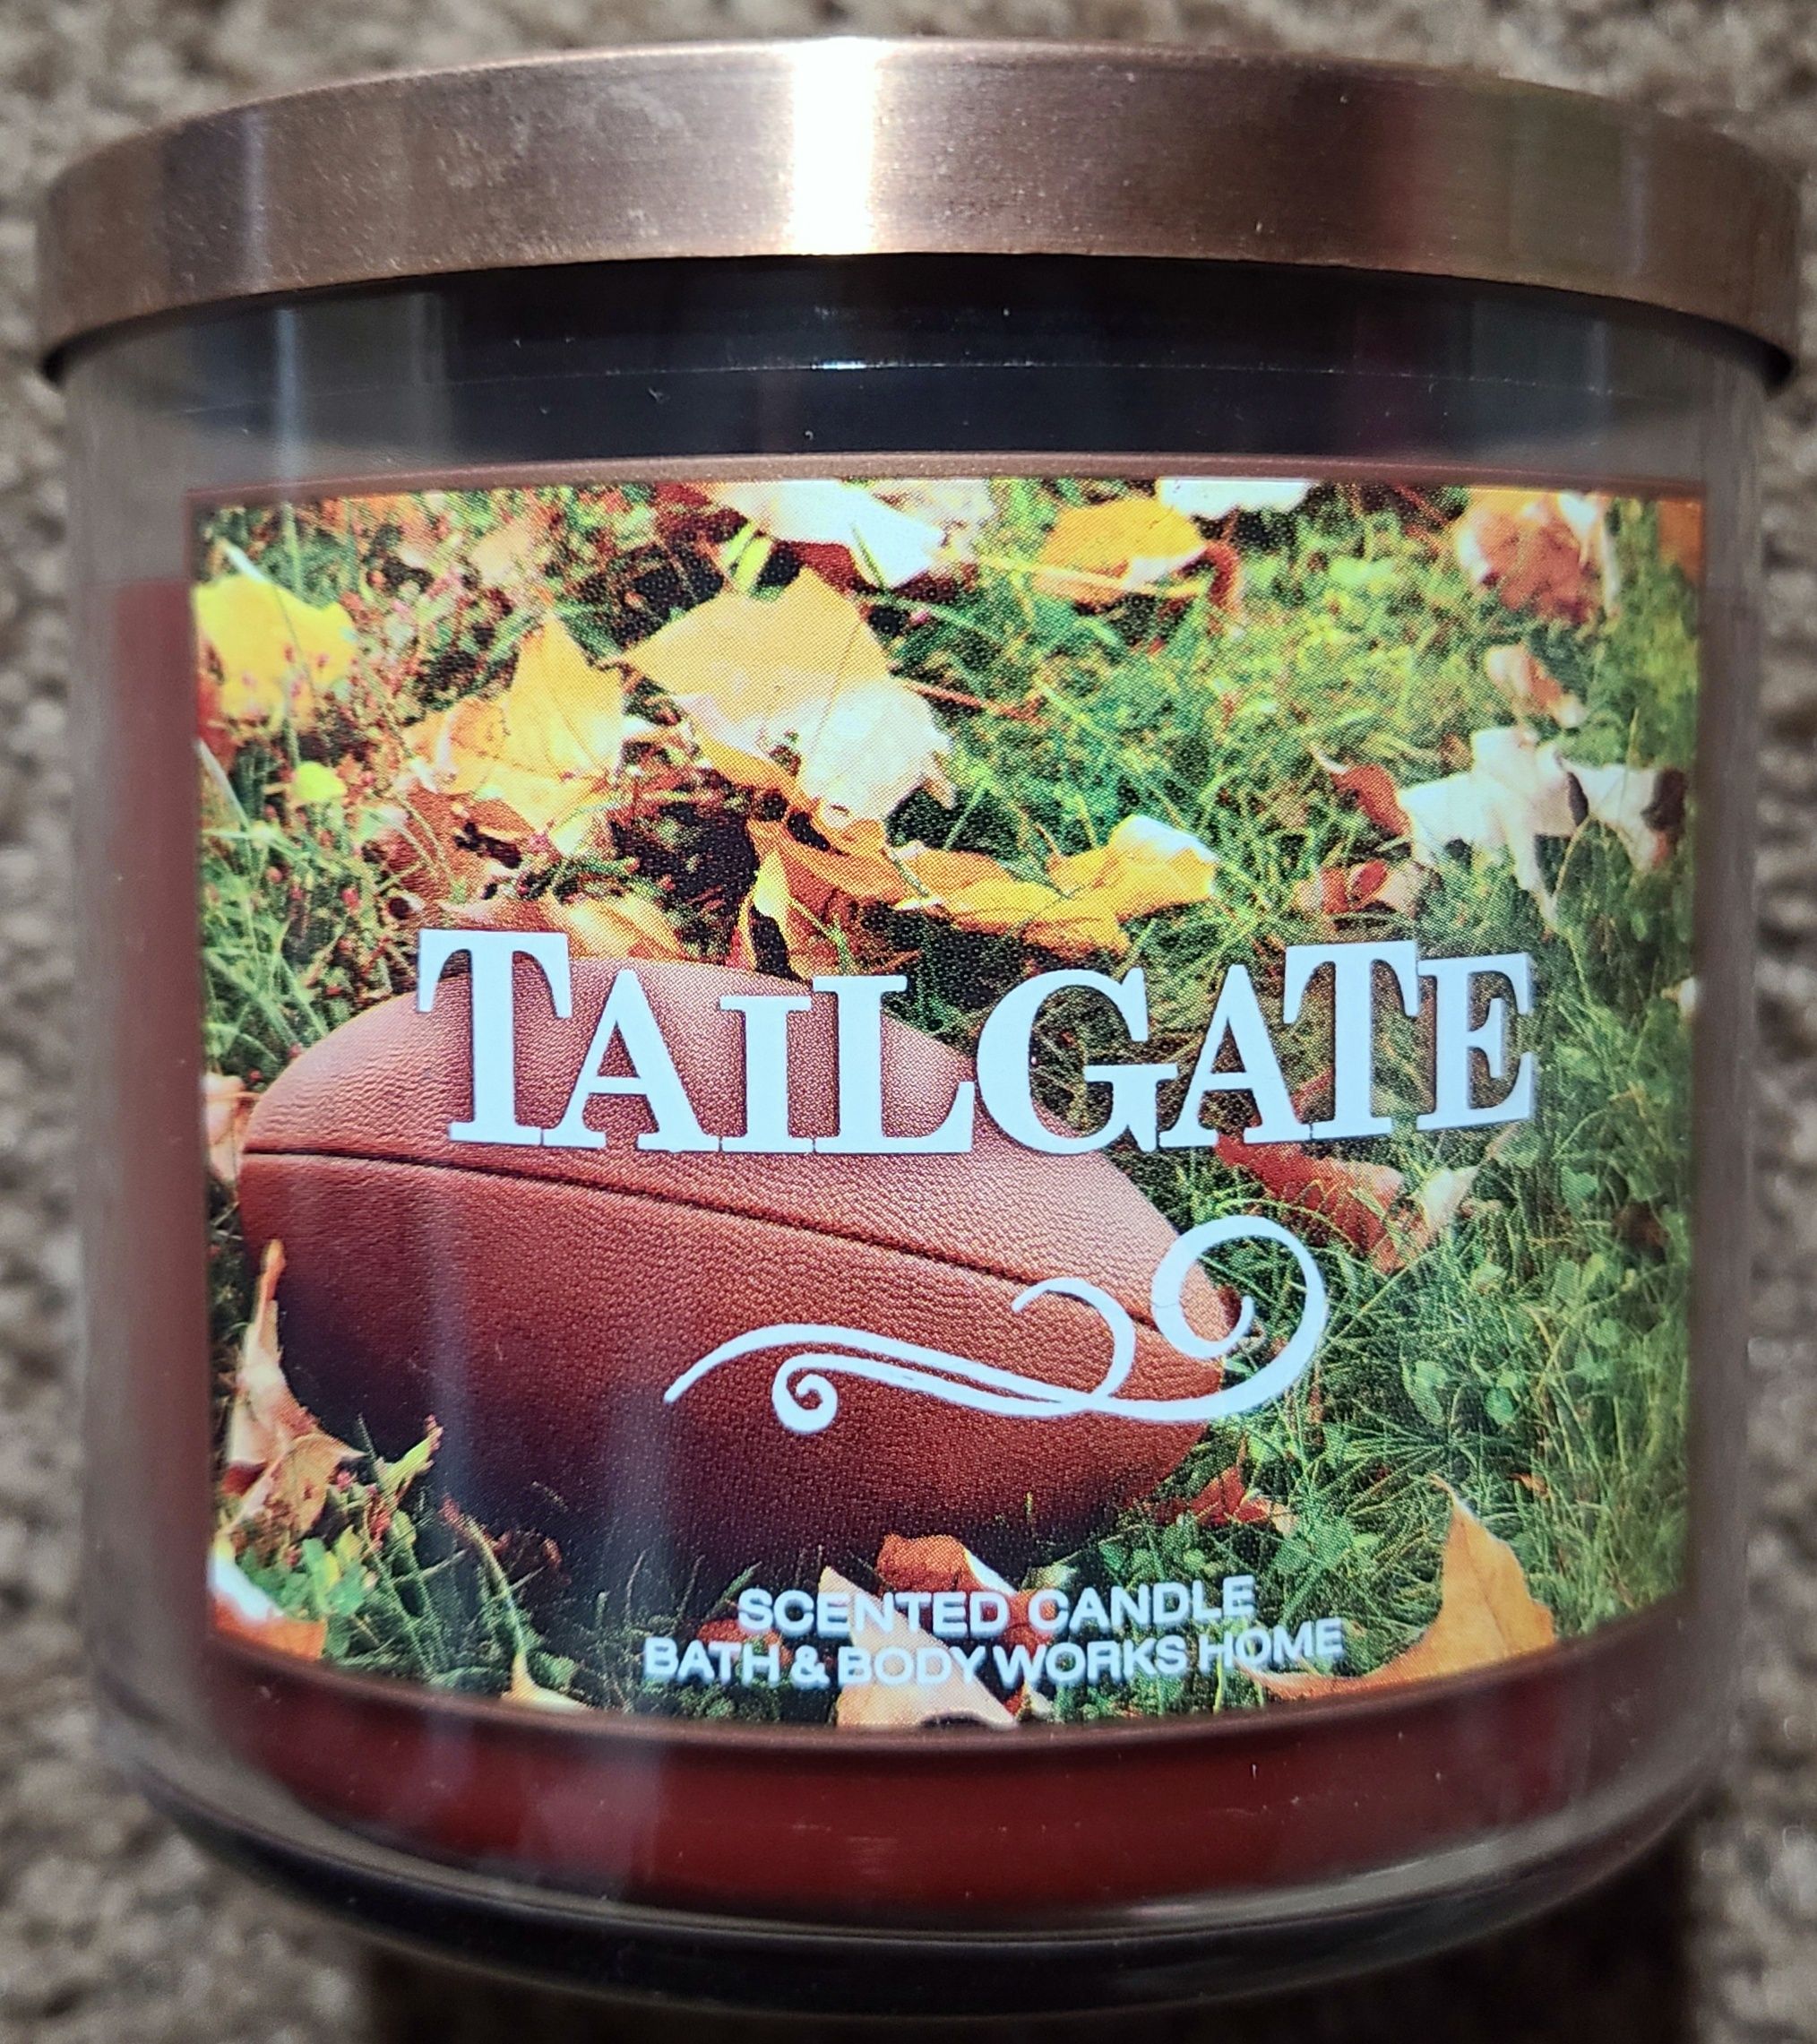 TAILGATE
SCENTED CANDLE
BATH & BODY WORKS HOME